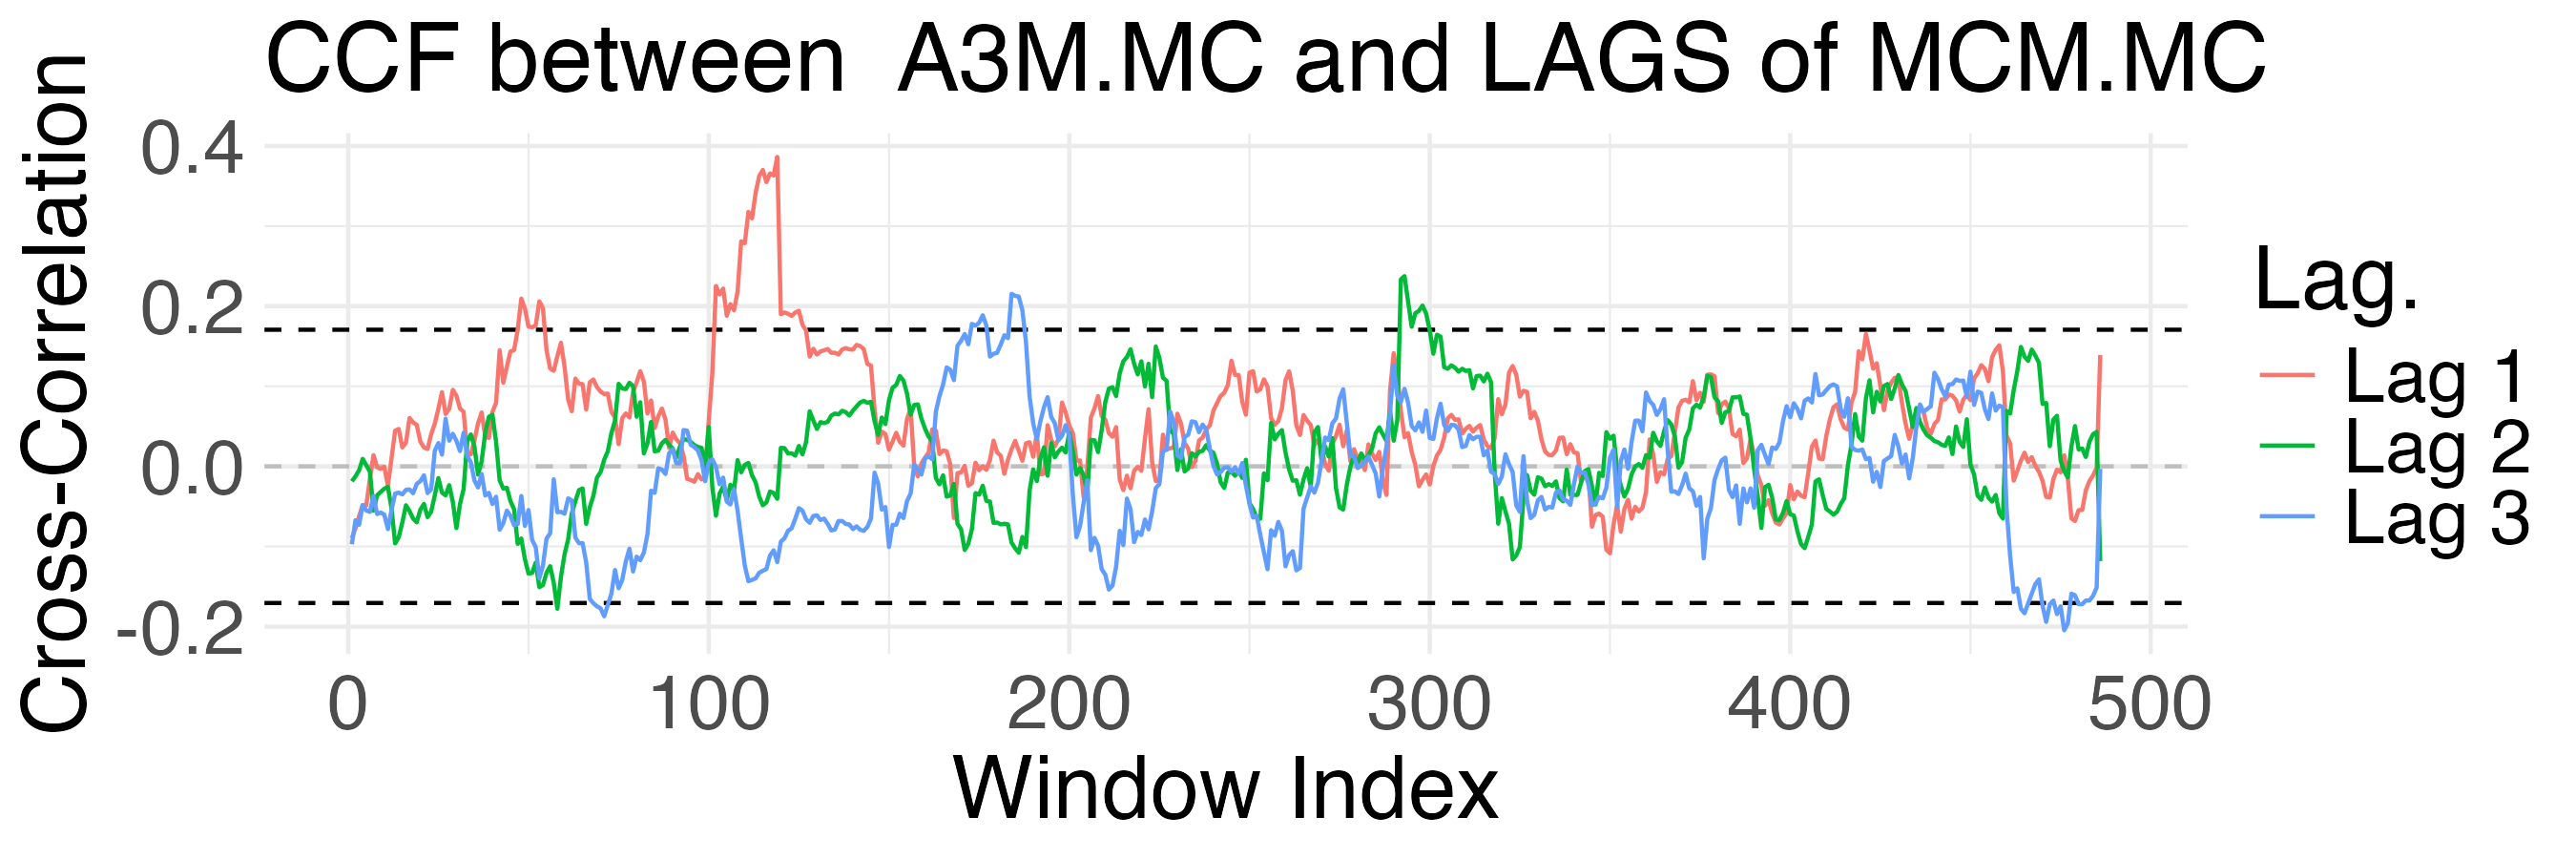 CCF between  A3M.MC and LAGS of MCM.MC
Cross-Correlation
0.4
0.2
0.0
-0.2
0 100 200 300 400 500
Window Index
Lag.
Lag 1
Lag 2
Lag 3